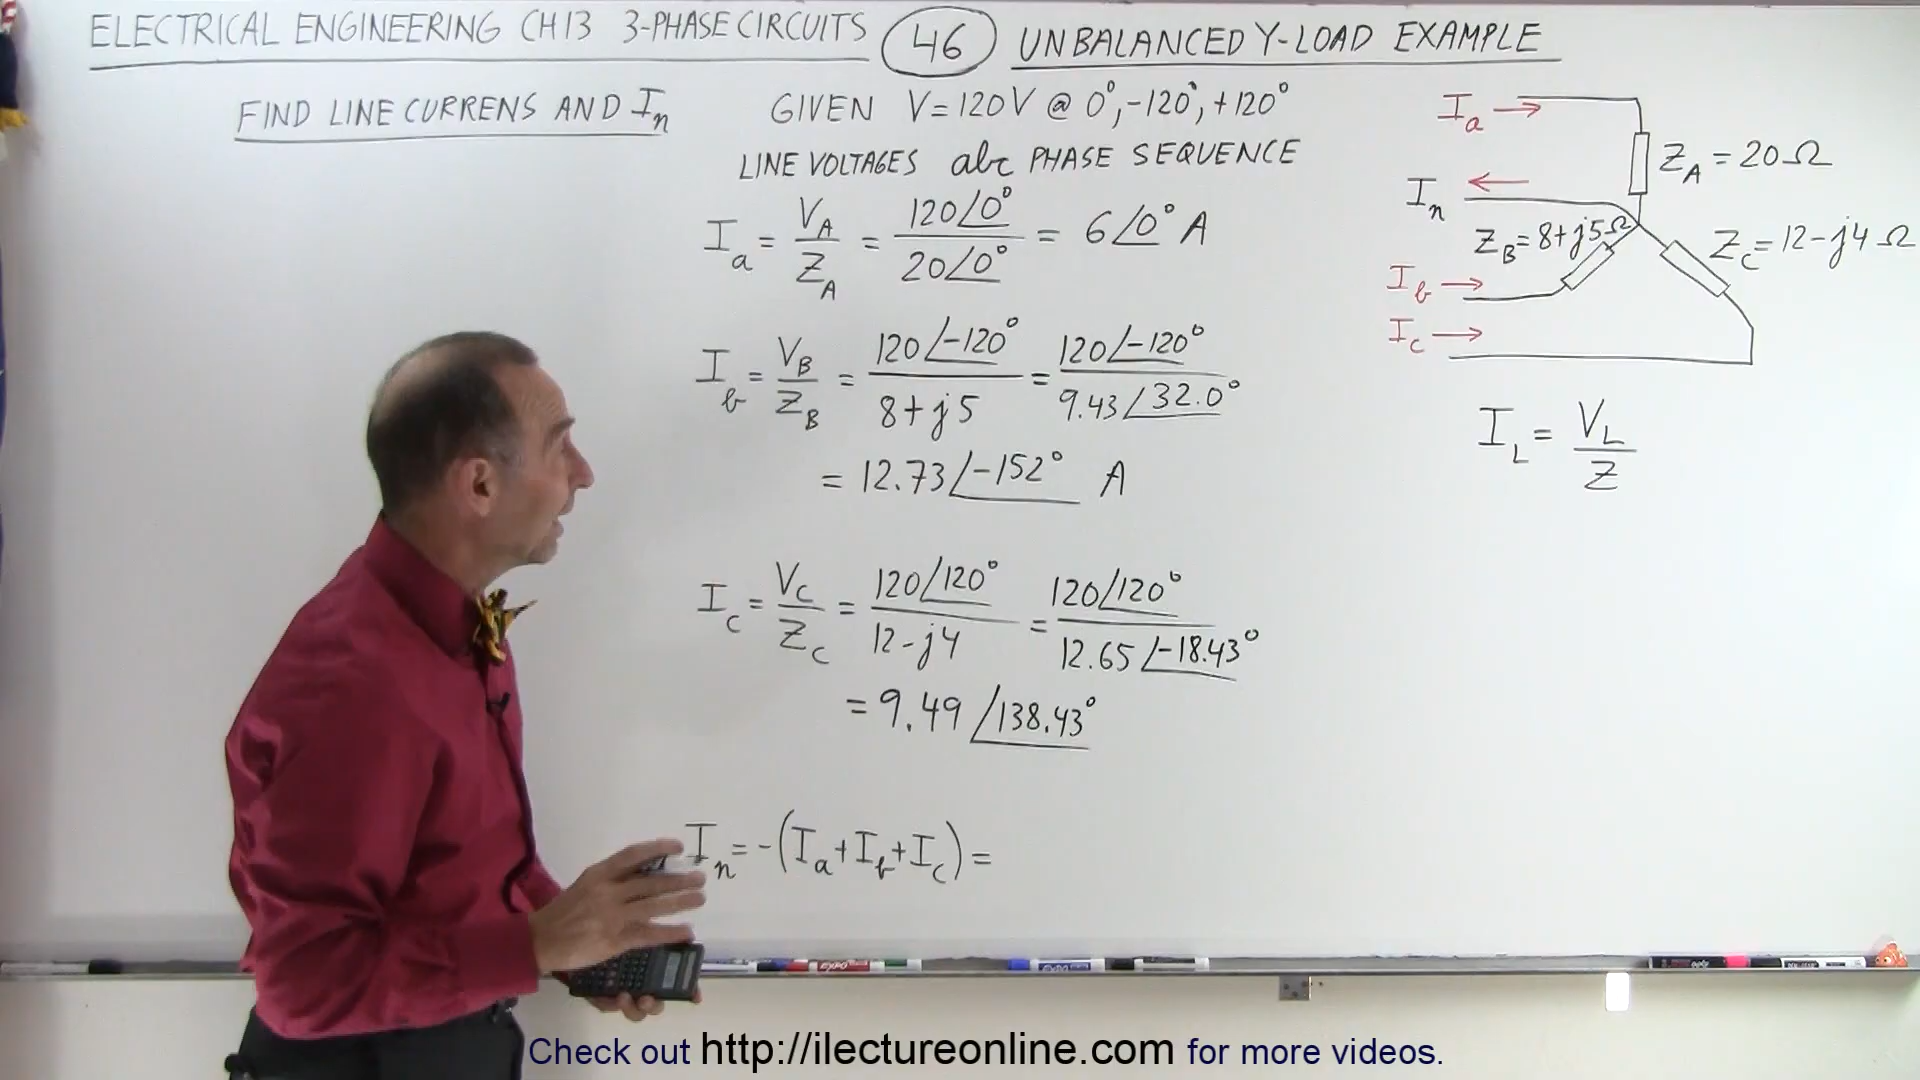 ELECTRICAL ENGINEERING CH 13 3-PHASE CIRCUITS 46 UNBALANCED Y-LOAD EXAMPLE
FIND LINE CURRENS AND In
GIVEN V=120V @ 0°, -120°, +120°
LINE VOLTAGES abc PHASE SEQUENCE
Ia = VA/ZA = 120∠0° / 20∠0° = 6∠0° A
Ib = VB/ZB = 120∠-120° / 8+j5 = 120∠-120° / 9.43∠32.0°
= 12.73∠-152° A
Ic = VC/ZC = 120∠120° / 12-j4 = 120∠120° / 12.65∠-18.43°
= 9.49∠138.43°
In = -(Ia+Ib+Ic) =
Ia →
ZA = 20Ω
In ←
ZB = 8+j5Ω
ZC = 12-j4 Ω
Ib →
Ic →
IL = VL/Z
Check out http://ilectureonline.com for more videos.